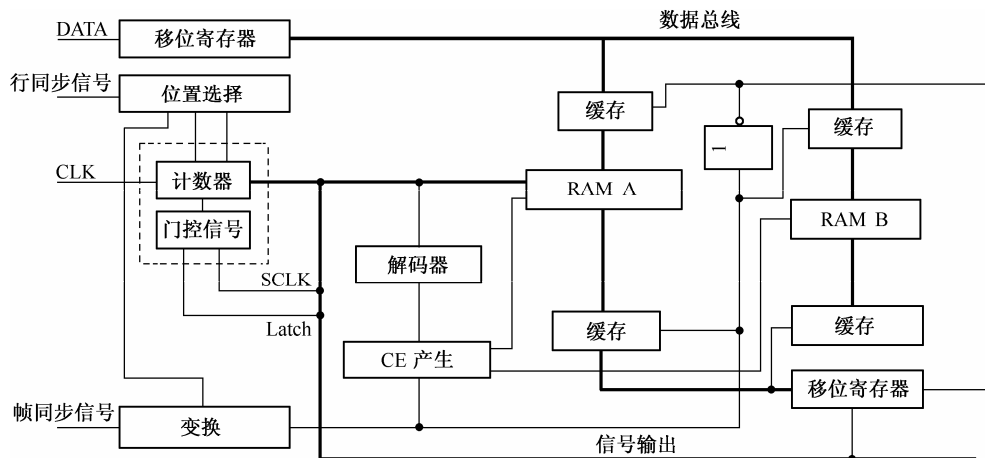 数据总线
DATA
移位寄存器
行同步信号
位置选择
缓存
缓存
1
CLK
计数器
RAM A
门控信号
RAM B
解码器
SCLK
Latch
缓存
缓存
CE 产生
移位寄存器
帧同步信号
变换
信号输出